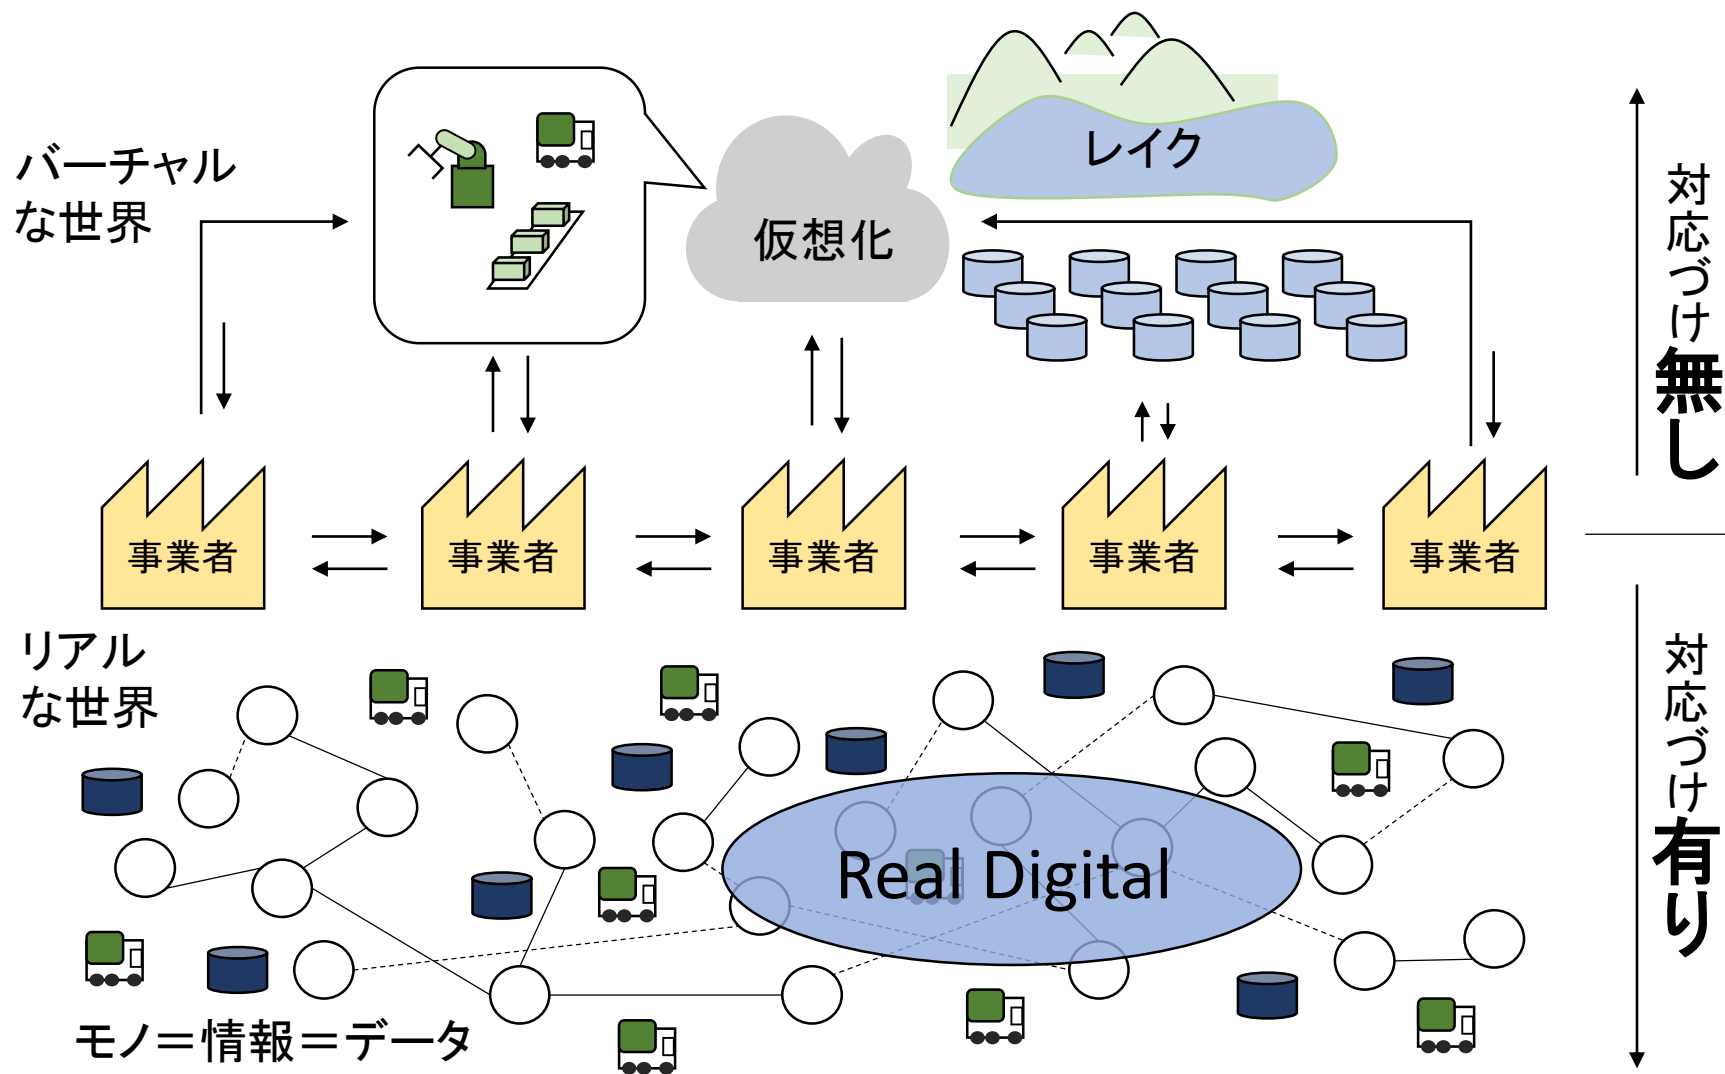 バーチャル
な世界
仮想化
レイク
対応づけ無し
事業者
事業者
事業者
事業者
事業者
リアル
な世界
Real Digital
対応づけ有り
モノ＝情報＝データ